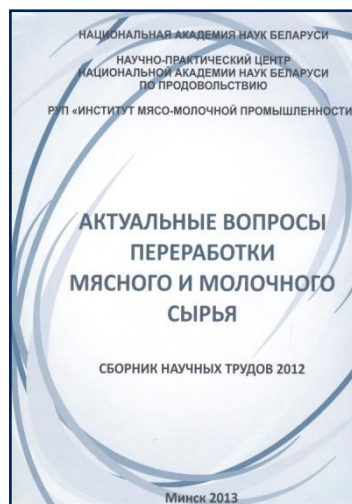 НАЦИОНАЛЬНАЯ АКАДЕМИЯ НАУК БЕЛАРУСИ
НАУЧНО-ПРАКТИЧЕСКИЙ ЦЕНТР
НАЦИОНАЛЬНОЙ АКАДЕМИИ НАУК БЕЛАРУСИ
ПО ПРОДОВОЛЬСТВИЮ
РУП «ИНСТИТУТ МЯСО-МОЛОЧНОЙ ПРОМЫШЛЕННОСТИ
АКТУАЛЬНЫЕ ВОПРОСЫ
ПЕРЕРАБОТКИ
МЯСНОГО И МОЛОЧНОГО
СЫРЬЯ
СБОРНИК НАУЧНЫХ ТРУДОВ 2012
Минск 2013